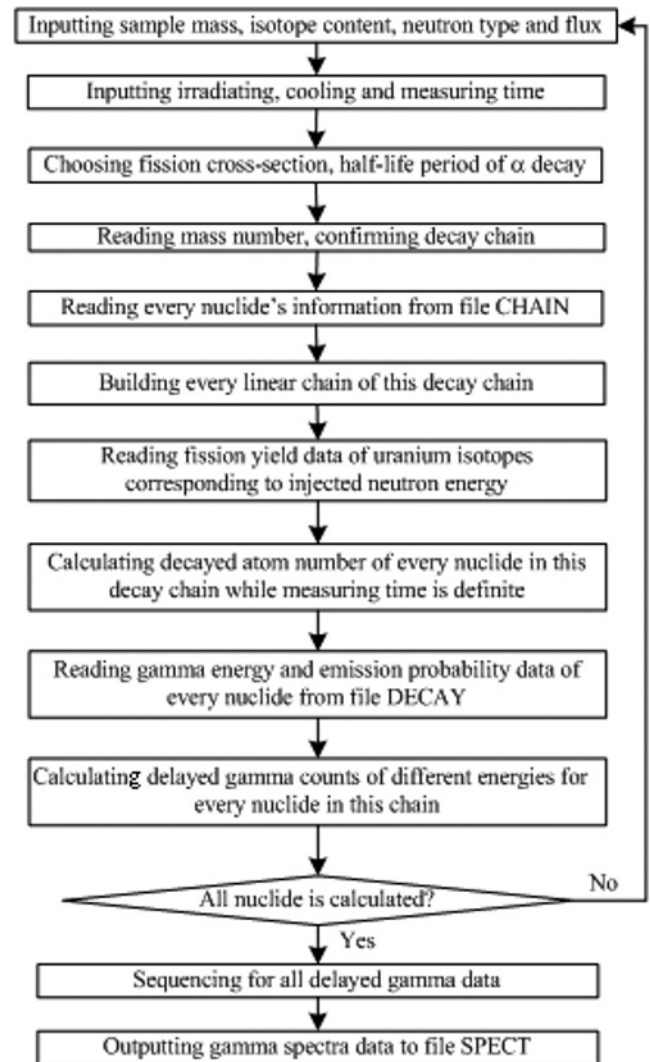 Inputting sample mass, isotope content, neutron type and flux
Inputting irradiating, cooling and measuring time
Choosing fission cross-section, half-life period of α decay
Reading mass number, confirming decay chain
Reading every nuclide's information from file CHAIN
Building every linear chain of this decay chain
Reading fission yield data of uranium isotopes
corresponding to injected neutron energy
Calculating decayed atom number of every nuclide in this
decay chain while measuring time is definite
Reading gamma energy and emission probability data of
every nuclide from file DECAY
Calculating delayed gamma counts of different energies for
every nuclide in this chain
All nuclide is calculated?
No
Yes
Sequencing for all delayed gamma data
Outputting gamma spectra data to file SPECT